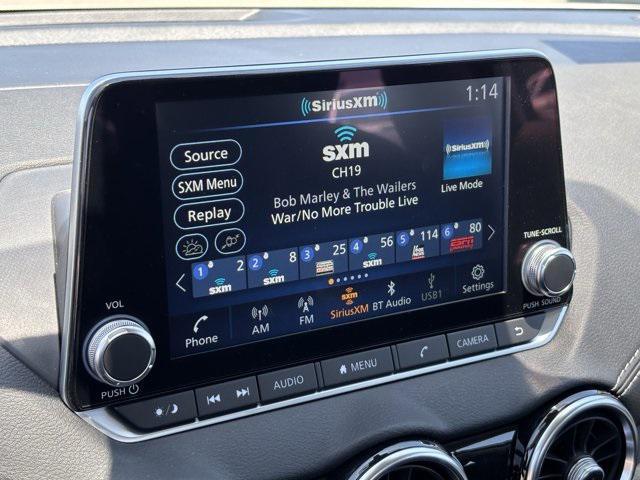 SiriusXM
1:14
Source
SXM Menu
Replay
sxm
CH19
Bob Marley & The Wailers
War/No More Trouble Live
SiriusXM
Live Mode
1 2 sxm
2 8 sxm
3 25
4 56 sxm
5 114
6 80 ESPN
Phone
AM
FM
SiriusXM
BT Audio
USB1
Settings
VOL
PUSH
TUNE·SCROLL
PUSH SOUND
AUDIO
MENU
CAMERA